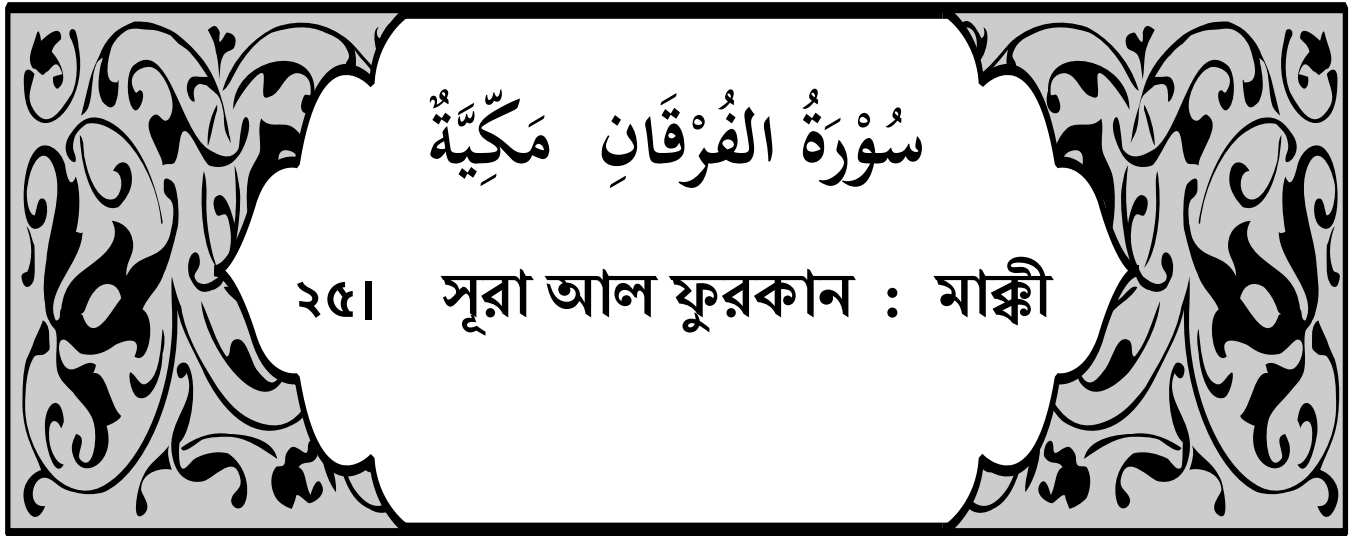 سُوْرَةُ الفُرْقَانِ مَكِّيَّةٌ
২৫। সূরা আল ফুরকান : মাক্কী